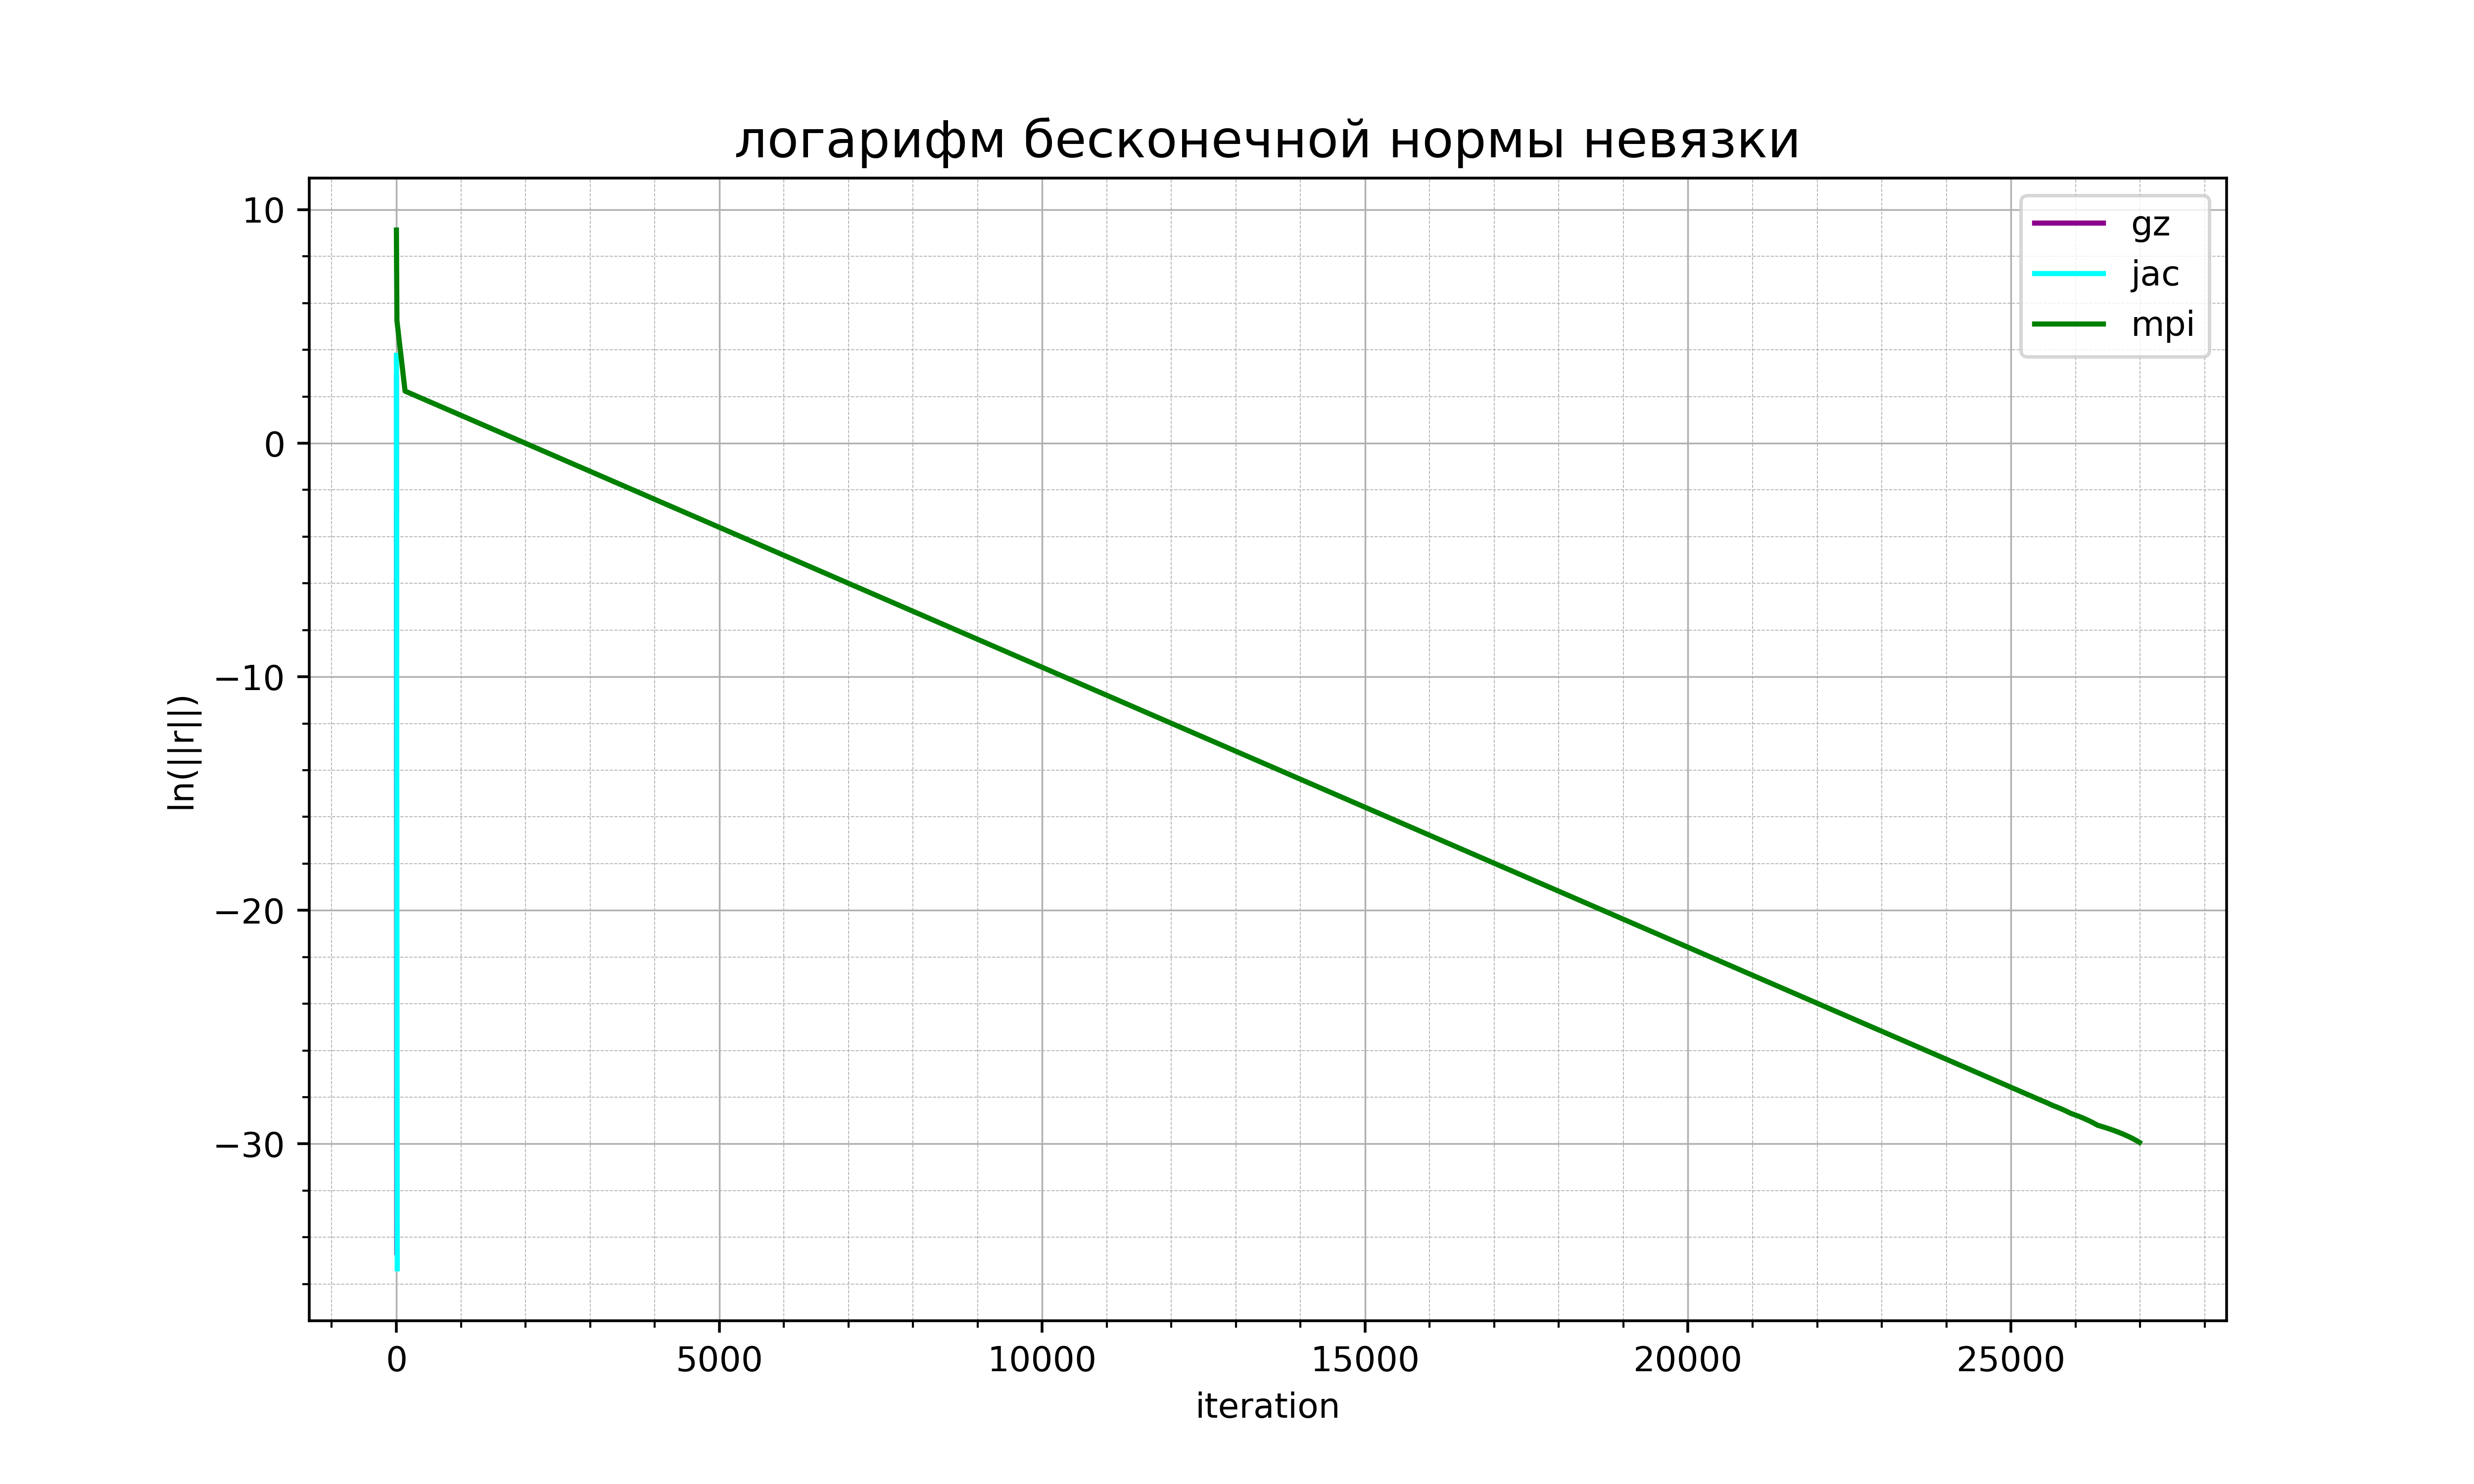 логарифм бесконечной нормы невязки
gz
jac
mpi
10
0
−10
−20
−30
ln(||r||)
0
5000
10000
15000
20000
25000
iteration